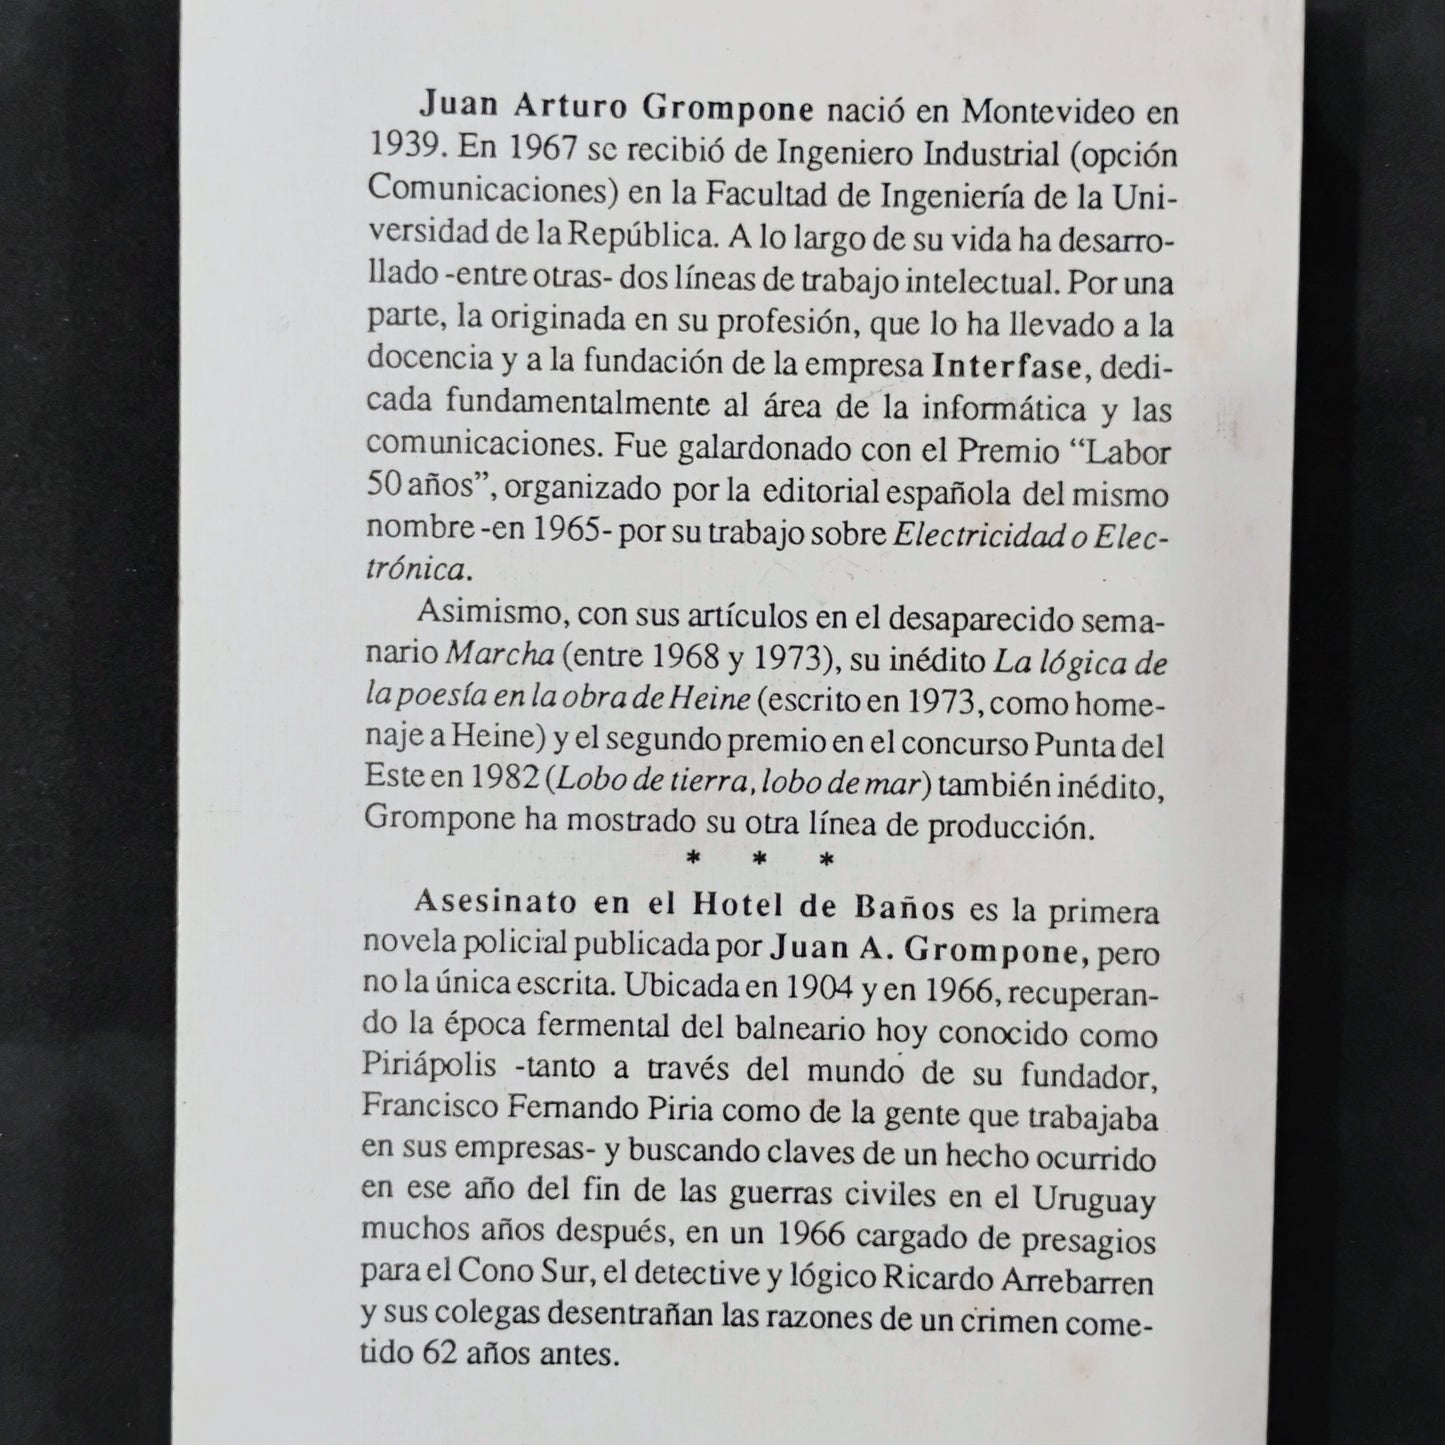 Juan Arturo Grompone nació en Montevideo en
1939. En 1967 se recibió de Ingeniero Industrial (opción
Comunicaciones) en la Facultad de Ingeniería de la Uni-
versidad de la República. A lo largo de su vida ha desarro-
llado -entre otras- dos líneas de trabajo intelectual. Por una
parte, la originada en su profesión, que lo ha llevado a la
docencia y a la fundación de la empresa Interfase, dedi-
cada fundamentalmente al área de la informática y las
comunicaciones. Fue galardonado con el Premio “Labor
50 años”, organizado por la editorial española del mismo
nombre -en 1965- por su trabajo sobre Electricidad o Elec-
trónica.
Asimismo, con sus artículos en el desaparecido sema-
nario Marcha (entre 1968 y 1973), su inédito La lógica de
la poesía en la obra de Heine (escrito en 1973, como home-
naje a Heine) y el segundo premio en el concurso Punta del
Este en 1982 (Lobo de tierra, lobo de mar) también inédito,
Grompone ha mostrado su otra línea de producción.
* * *
Asesinato en el Hotel de Baños es la primera
novela policial publicada por Juan A. Grompone, pero
no la única escrita. Ubicada en 1904 y en 1966, recuperan-
do la época fermental del balneario hoy conocido como
Piriápolis -tanto a través del mundo de su fundador,
Francisco Fernando Piria como de la gente que trabajaba
en sus empresas- y buscando claves de un hecho ocurrido
en ese año del fin de las guerras civiles en el Uruguay
muchos años después, en un 1966 cargado de presagios
para el Cono Sur, el detective y lógico Ricardo Arrebarren
y sus colegas desentrañan las razones de un crimen come-
tido 62 años antes.